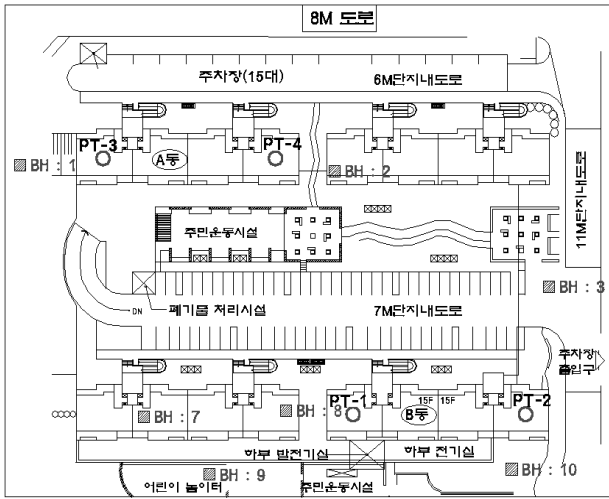 8M 도로
주차장(15대)
6M단지내도로
PT-3
A동
PT-4
BH : 1
BH : 2
11M단지내도로
주민운동시설
BH : 3
DN
폐기물 처리시설
7M단지내도로
주차장
출입구
PT-1
15F
15F
B동
PT-2
BH : 7
BH : 8
하부 발전기실
하부 전기실
BH : 9
BH : 10
어린이 놀이터
주민운동시설